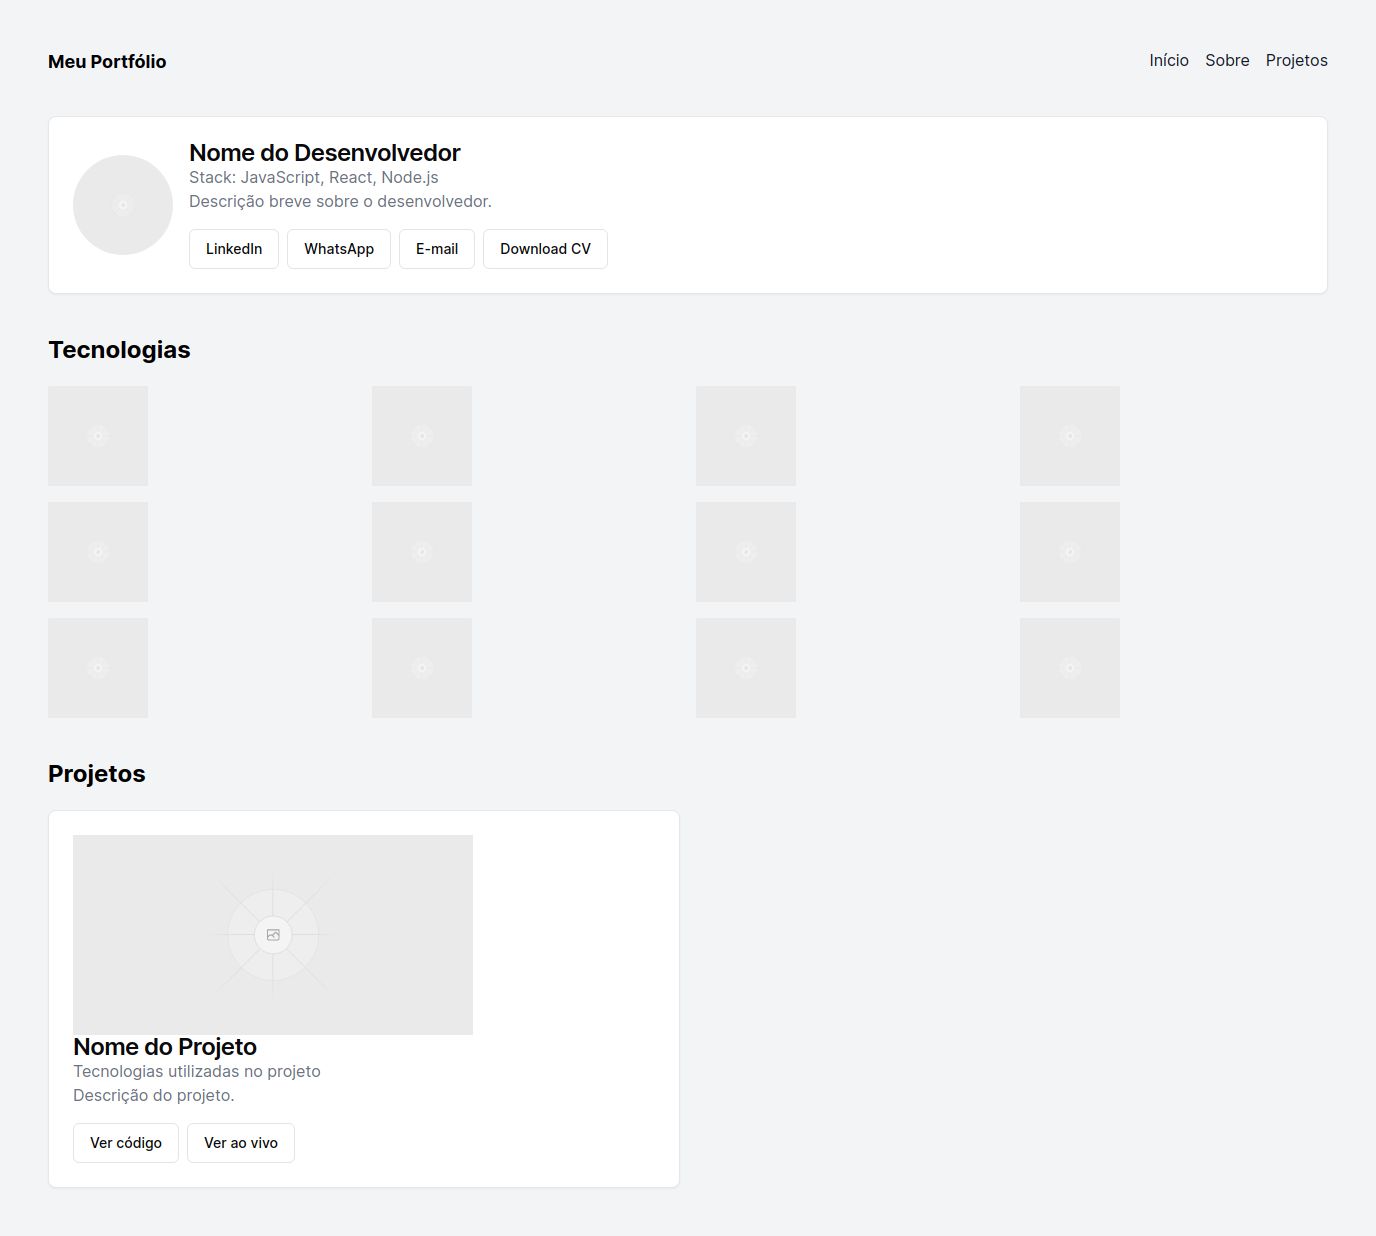 Meu Portfólio
Início Sobre Projetos
Nome do Desenvolvedor
Stack: JavaScript, React, Node.js
Descrição breve sobre o desenvolvedor.
LinkedIn WhatsApp E-mail Download CV
Tecnologias
Projetos
Nome do Projeto
Tecnologias utilizadas no projeto
Descrição do projeto.
Ver código Ver ao vivo